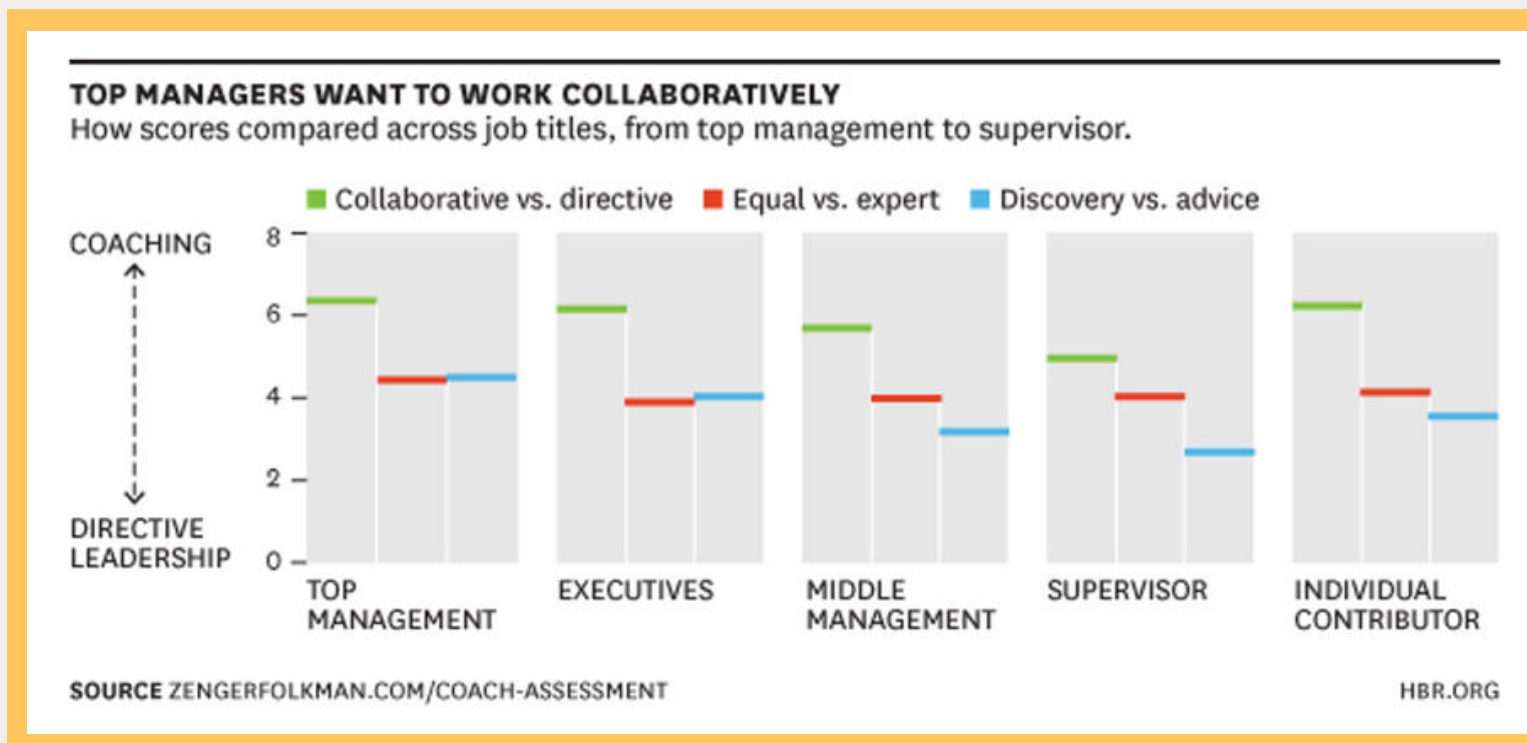 TOP MANAGERS WANT TO WORK COLLABORATIVELY
How scores compared across job titles, from top management to supervisor.
Collaborative vs. directive Equal vs. expert Discovery vs. advice
COACHING
8
6
4
2
DIRECTIVE
LEADERSHIP
0
TOP
MANAGEMENT
EXECUTIVES
MIDDLE
MANAGEMENT
SUPERVISOR
INDIVIDUAL
CONTRIBUTOR
SOURCE ZENGERFOLKMAN.COM/COACH-ASSESSMENT
HBR.ORG